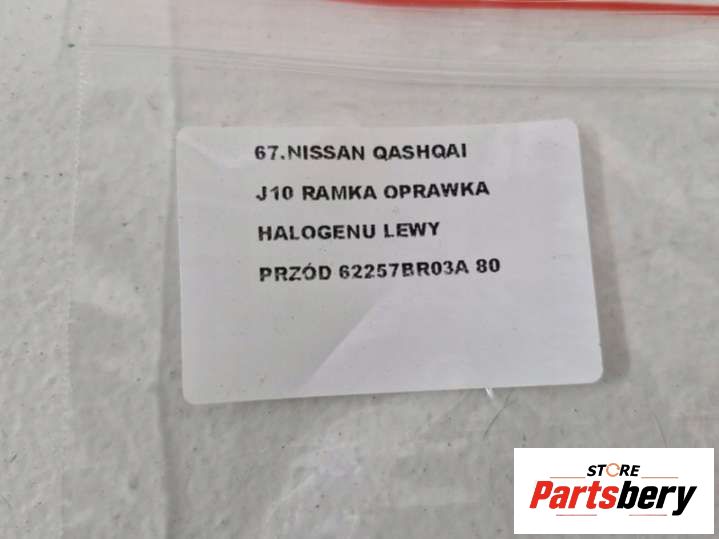 67.NISSAN QASHQAI
J10 RAMKA OPRAWKA
HALOGENU LEWY
PRZÓD 62257BR03A 80
STORE
Partsbery